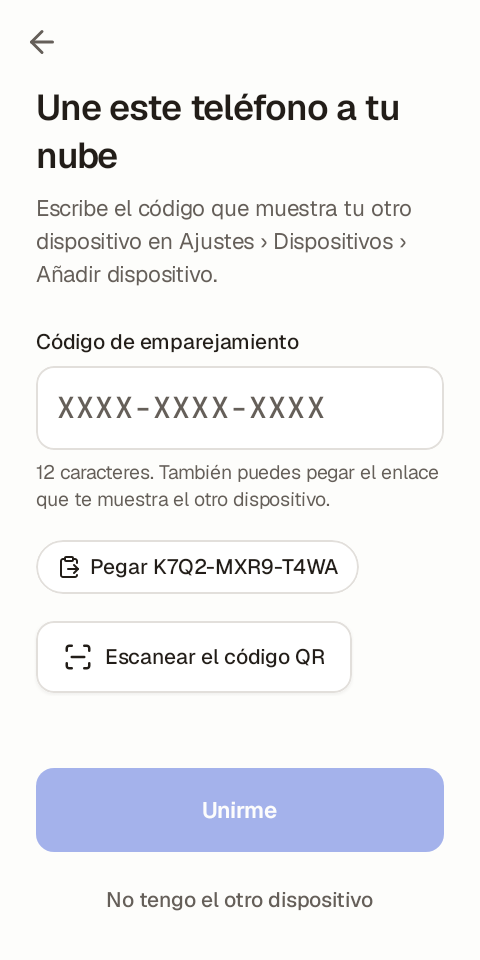 Une este teléfono a tu
nube
Escribe el código que muestra tu otro
dispositivo en Ajustes › Dispositivos ›
Añadir dispositivo.
Código de emparejamiento
XXXX-XXXX-XXXX
12 caracteres. También puedes pegar el enlace
que te muestra el otro dispositivo.
Pegar K7Q2-MXR9-T4WA
Escanear el código QR
Unirme
No tengo el otro dispositivo